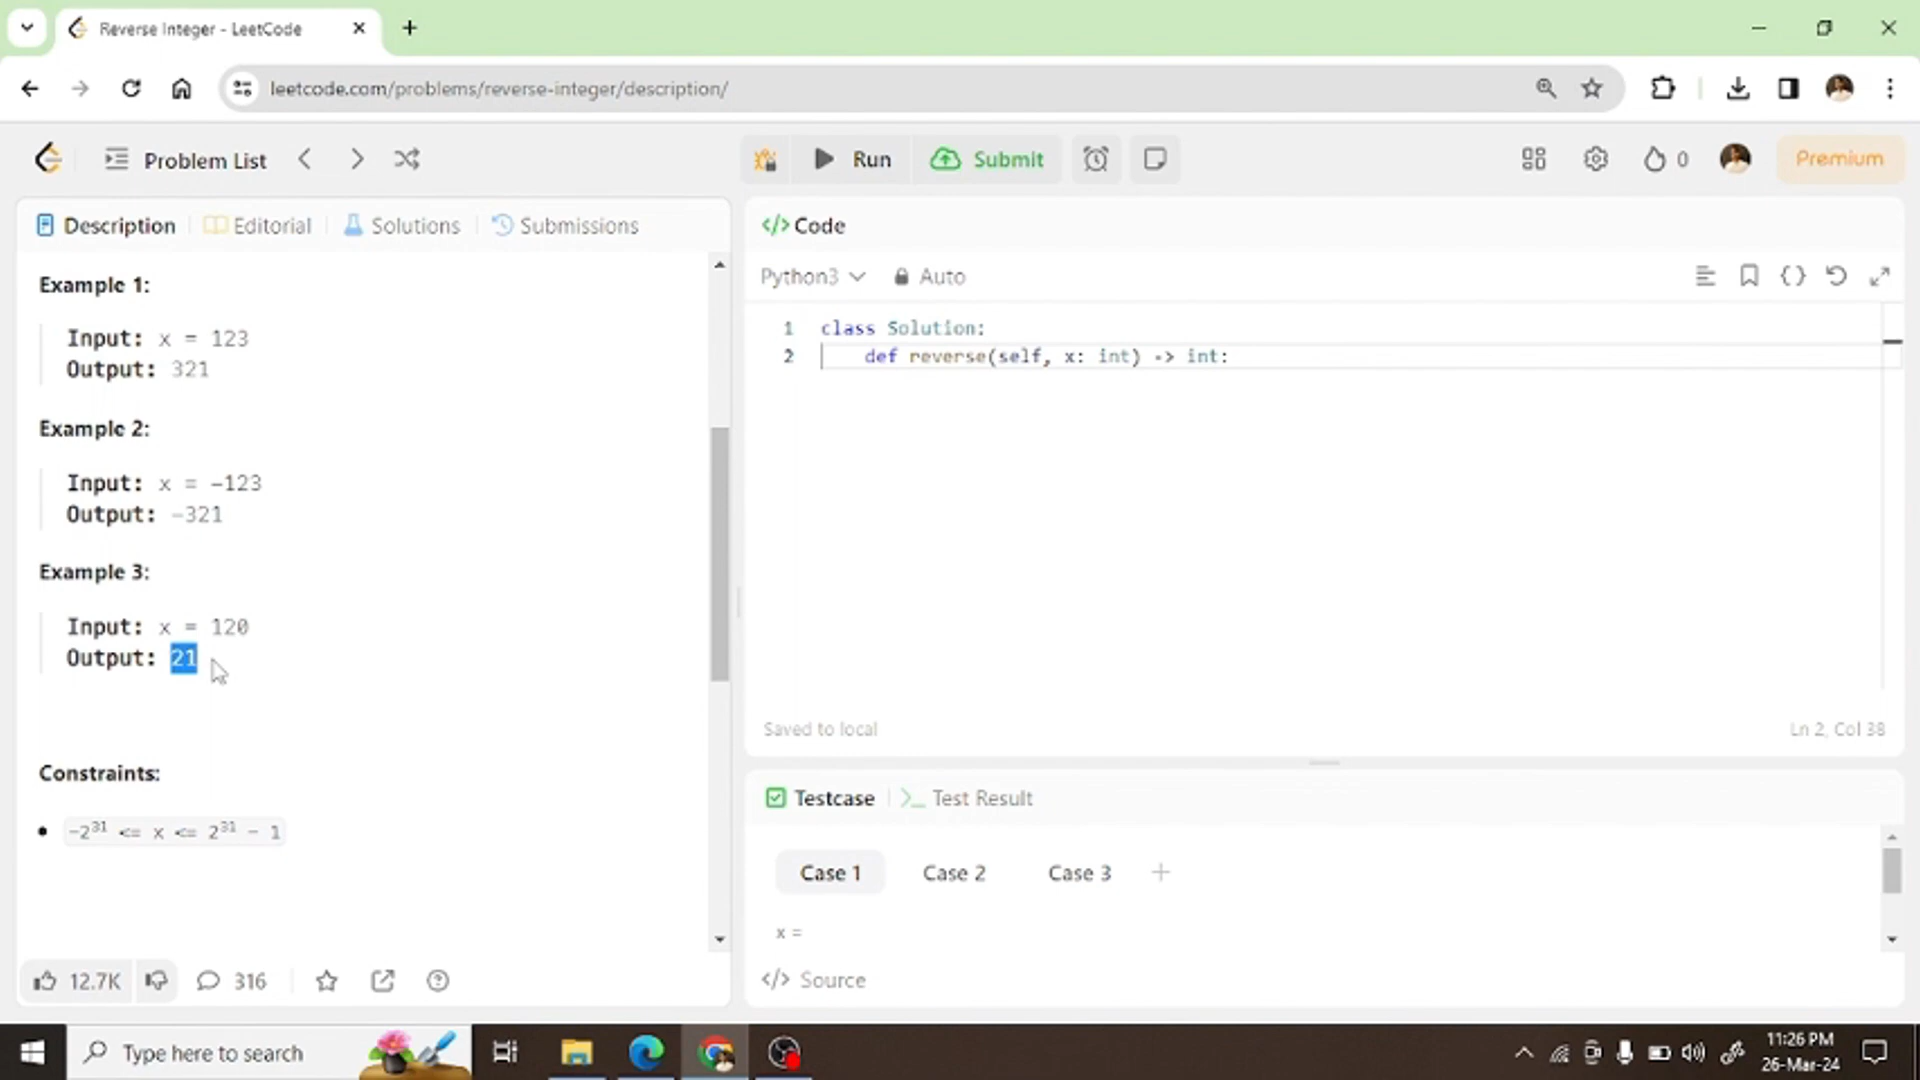 Reverse Integer - LeetCode
leetcode.com/problems/reverse-integer/description/
Problem List
Run
Submit
0
Premium
Description
Editorial
Solutions
Submissions
Example 1:
Input: x = 123
Output: 321
Example 2:
Input: x = -123
Output: -321
Example 3:
Input: x = 120
Output: 21
Constraints:
-2³¹ <= x <= 2³¹ - 1
12.7K
316
</> Code
Python3
Auto
1 class Solution:
2 def reverse(self, x: int) -> int:
Saved to local
Ln 2, Col 38
Testcase
>_ Test Result
Case 1
Case 2
Case 3
x =
</> Source
Type here to search
11:26 PM
26-Mar-24